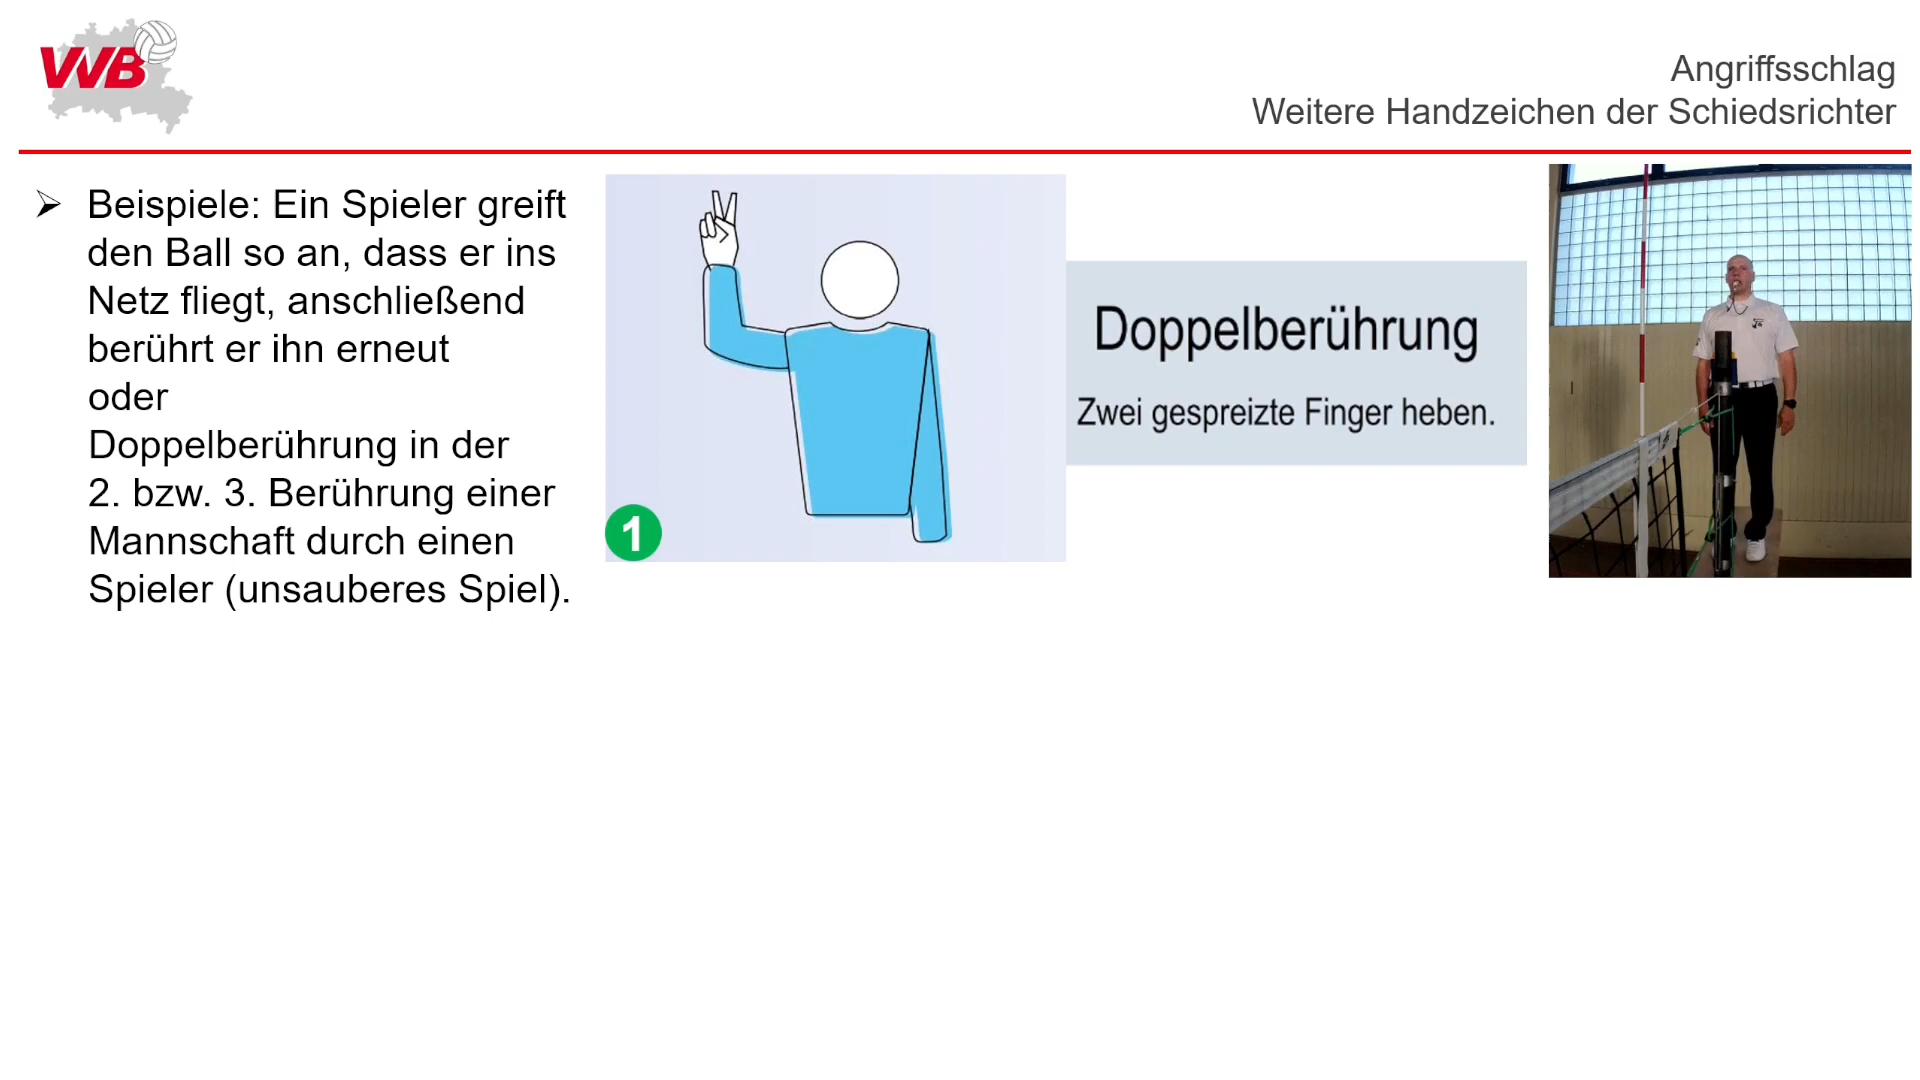 VVB
Angriffsschlag
Weitere Handzeichen der Schiedsrichter
Beispiele: Ein Spieler greift
den Ball so an, dass er ins
Netz fliegt, anschließend
berührt er ihn erneut
oder
Doppelberührung in der
2. bzw. 3. Berührung einer
Mannschaft durch einen
Spieler (unsauberes Spiel).
1
Doppelberührung
Zwei gespreizte Finger heben.